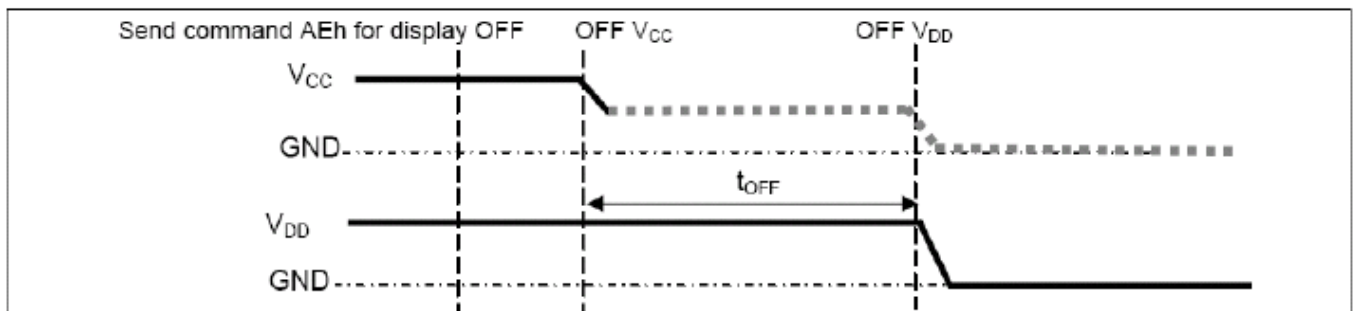 Send command AEh for display OFF OFF VCC OFF VDD
VCC
GND
tOFF
VDD
GND